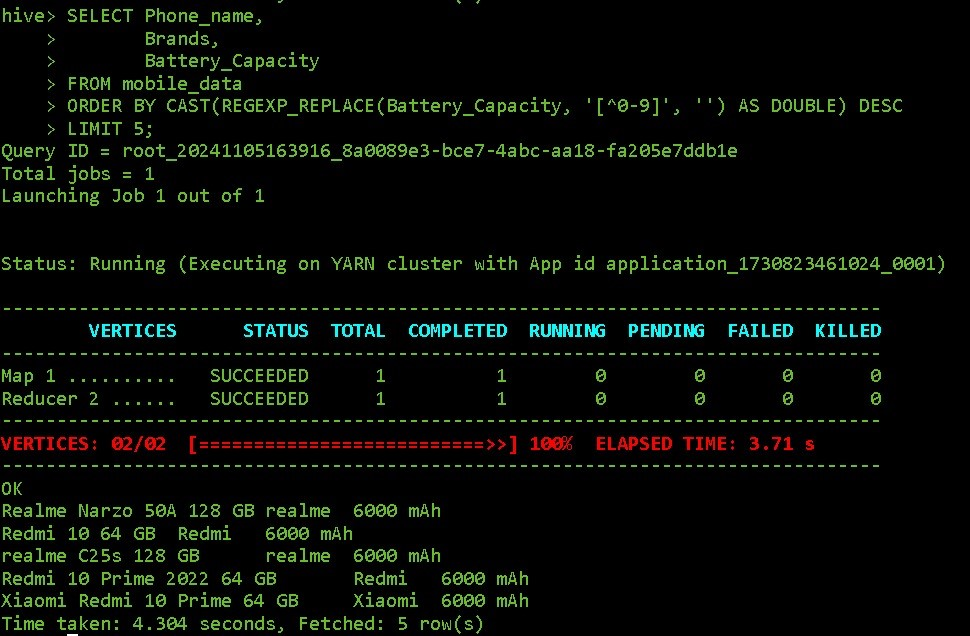 hive> SELECT Phone_name,
    >        Brands,
    >        Battery_Capacity
    > FROM mobile_data
    > ORDER BY CAST(REGEXP_REPLACE(Battery_Capacity, '[^0-9]', '') AS DOUBLE) DESC
    > LIMIT 5;
Query ID = root_20241105163916_8a0089e3-bce7-4abc-aa18-fa205e7ddb1e
Total jobs = 1
Launching Job 1 out of 1
Status: Running (Executing on YARN cluster with App id application_1730823461024_0001)
--------------------------------------------------------------------------------
        VERTICES      STATUS  TOTAL  COMPLETED  RUNNING  PENDING  FAILED  KILLED
--------------------------------------------------------------------------------
Map 1 ..........   SUCCEEDED      1          1        0        0       0       0
Reducer 2 ......   SUCCEEDED      1          1        0        0       0       0
--------------------------------------------------------------------------------
VERTICES: 02/02  [==========================>>] 100%  ELAPSED TIME: 3.71 s
--------------------------------------------------------------------------------
OK
Realme Narzo 50A 128 GB realme  6000 mAh
Redmi 10 64 GB  Redmi   6000 mAh
realme C25s 128 GB      realme  6000 mAh
Redmi 10 Prime 2022 64 GB       Redmi   6000 mAh
Xiaomi Redmi 10 Prime 64 GB     Xiaomi  6000 mAh
Time taken: 4.304 seconds, Fetched: 5 row(s)